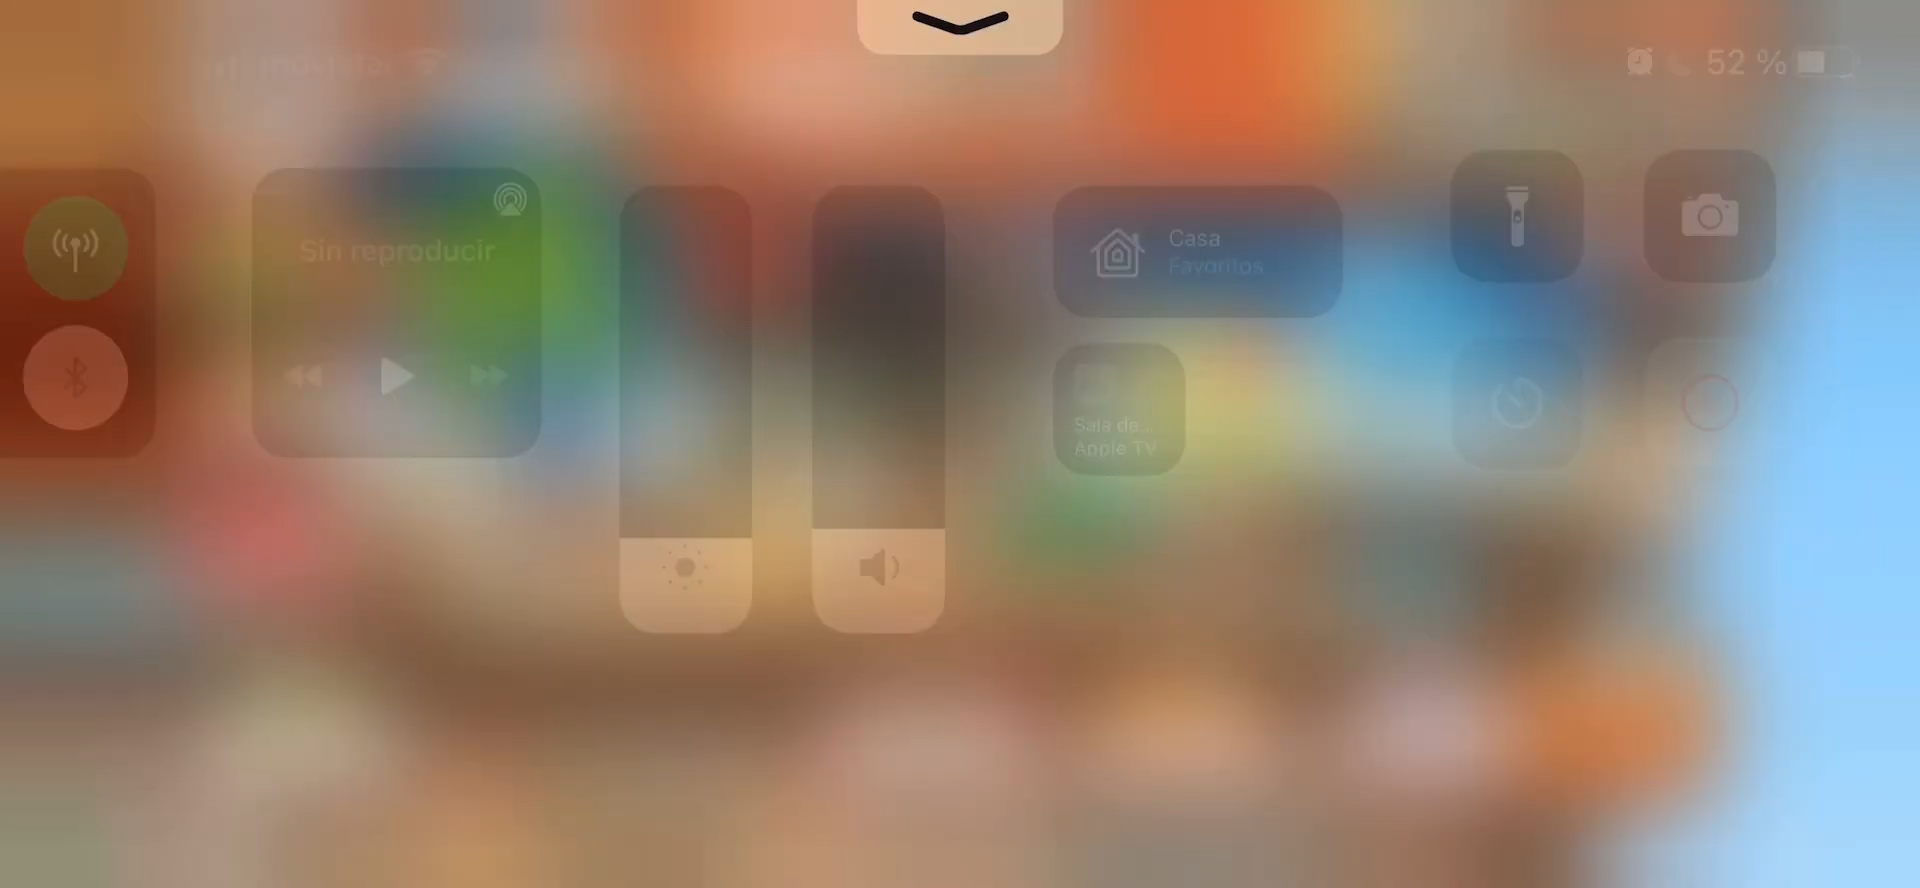 52 %
Sin reproducir
Casa
Favoritos
Sala de...
Apple TV